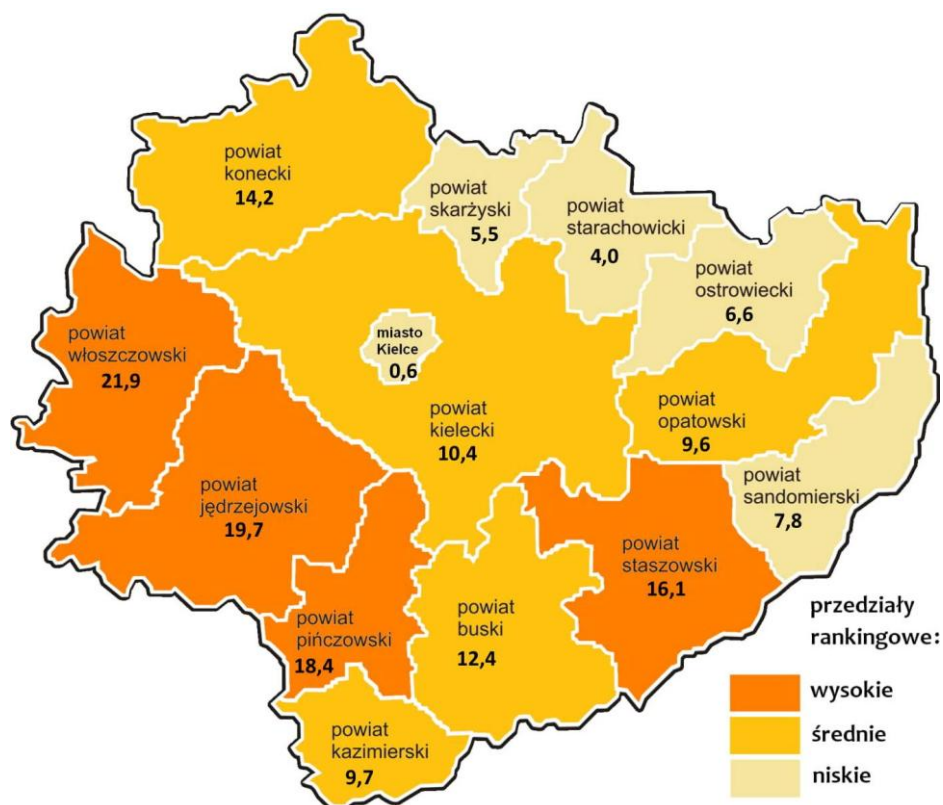 powiat
konecki
14,2
powiat
skarżyski
5,5
powiat
starachowicki
4,0
powiat
ostrowiecki
6,6
powiat
włoszczowski
21,9
miasto
Kielce
0,6
powiat
kielecki
10,4
powiat
opatowski
9,6
powiat
sandomierski
7,8
powiat
jędrzejowski
19,7
powiat
staszowski
16,1
powiat
pińczowski
18,4
powiat
buski
12,4
powiat
kazimierski
9,7
przedziały
rankingowe:
wysokie
średnie
niskie